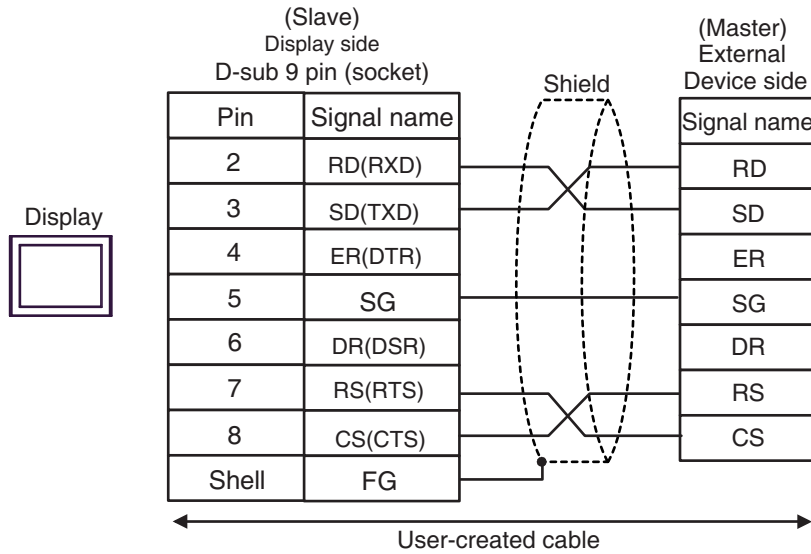 (Slave)
Display side
D-sub 9 pin (socket)
(Master)
External
Device side
Shield
Pin Signal name
Signal name
2 RD(RXD) RD
3 SD(TXD) SD
Display
4 ER(DTR) ER
5 SG SG
6 DR(DSR) DR
7 RS(RTS) RS
8 CS(CTS) CS
Shell FG
User-created cable